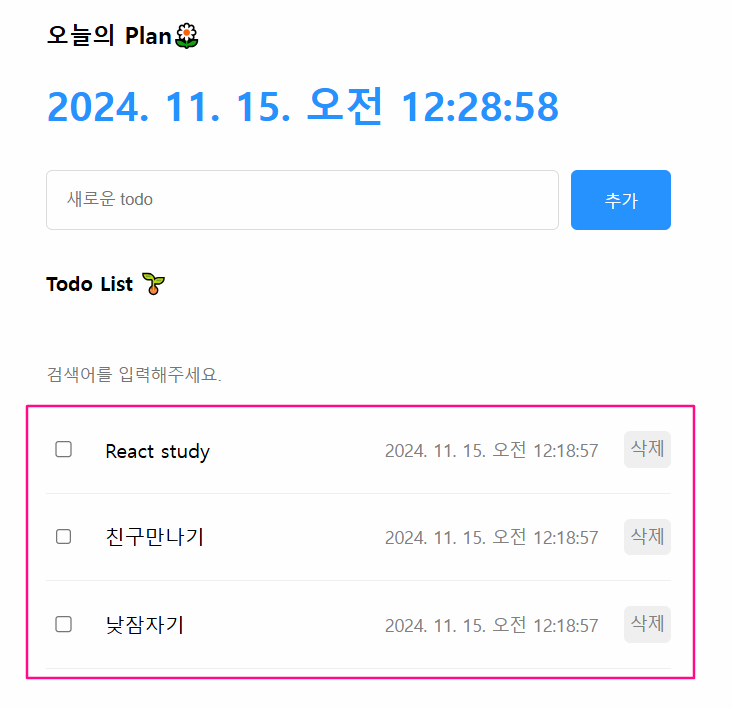 오늘의 Plan🌼
2024. 11. 15. 오전 12:28:58
새로운 todo 추가
Todo List 🌱
검색어를 입력해주세요.
React study 2024. 11. 15. 오전 12:18:57 삭제
친구만나기 2024. 11. 15. 오전 12:18:57 삭제
낮잠자기 2024. 11. 15. 오전 12:18:57 삭제